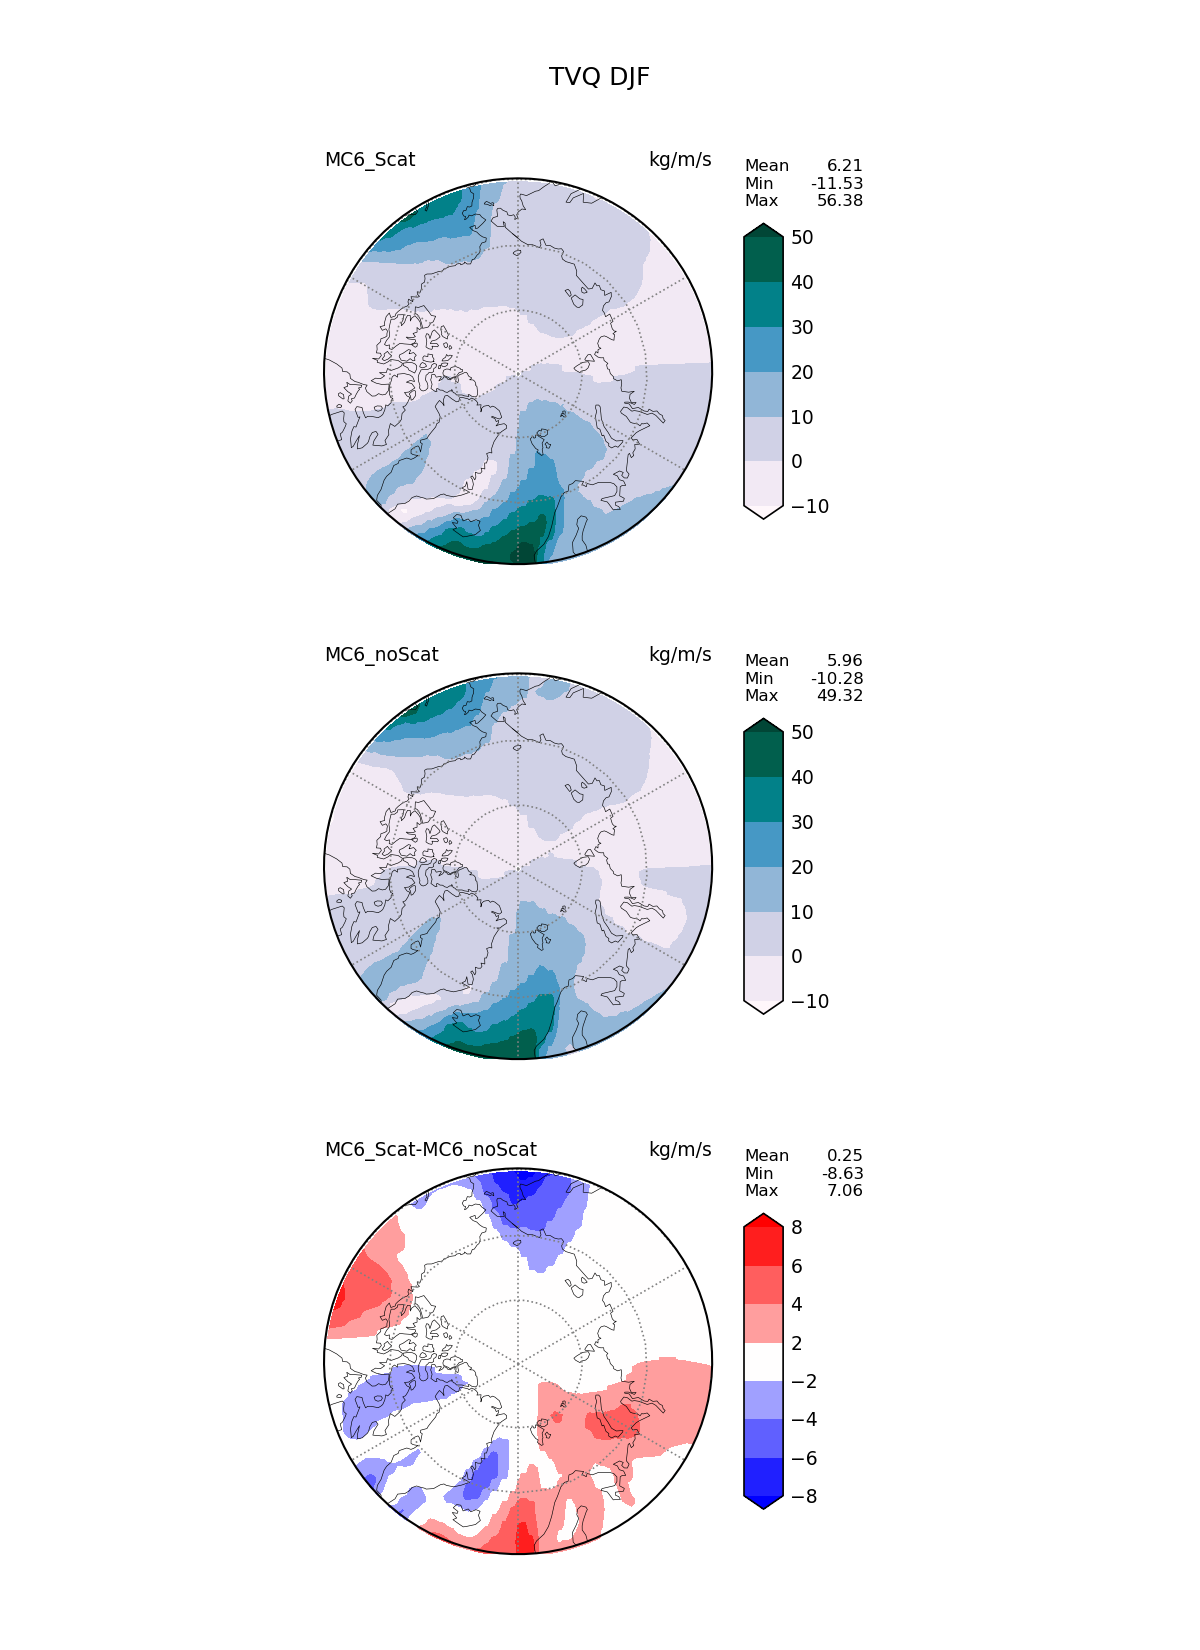 TVQ DJF
MC6_Scat kg/m/s
Mean 6.21
Min -11.53
Max 56.38
50
40
30
20
10
0
−10
MC6_noScat kg/m/s
Mean 5.96
Min -10.28
Max 49.32
50
40
30
20
10
0
−10
MC6_Scat-MC6_noScat kg/m/s
Mean 0.25
Min -8.63
Max 7.06
8
6
4
2
−2
−4
−6
−8